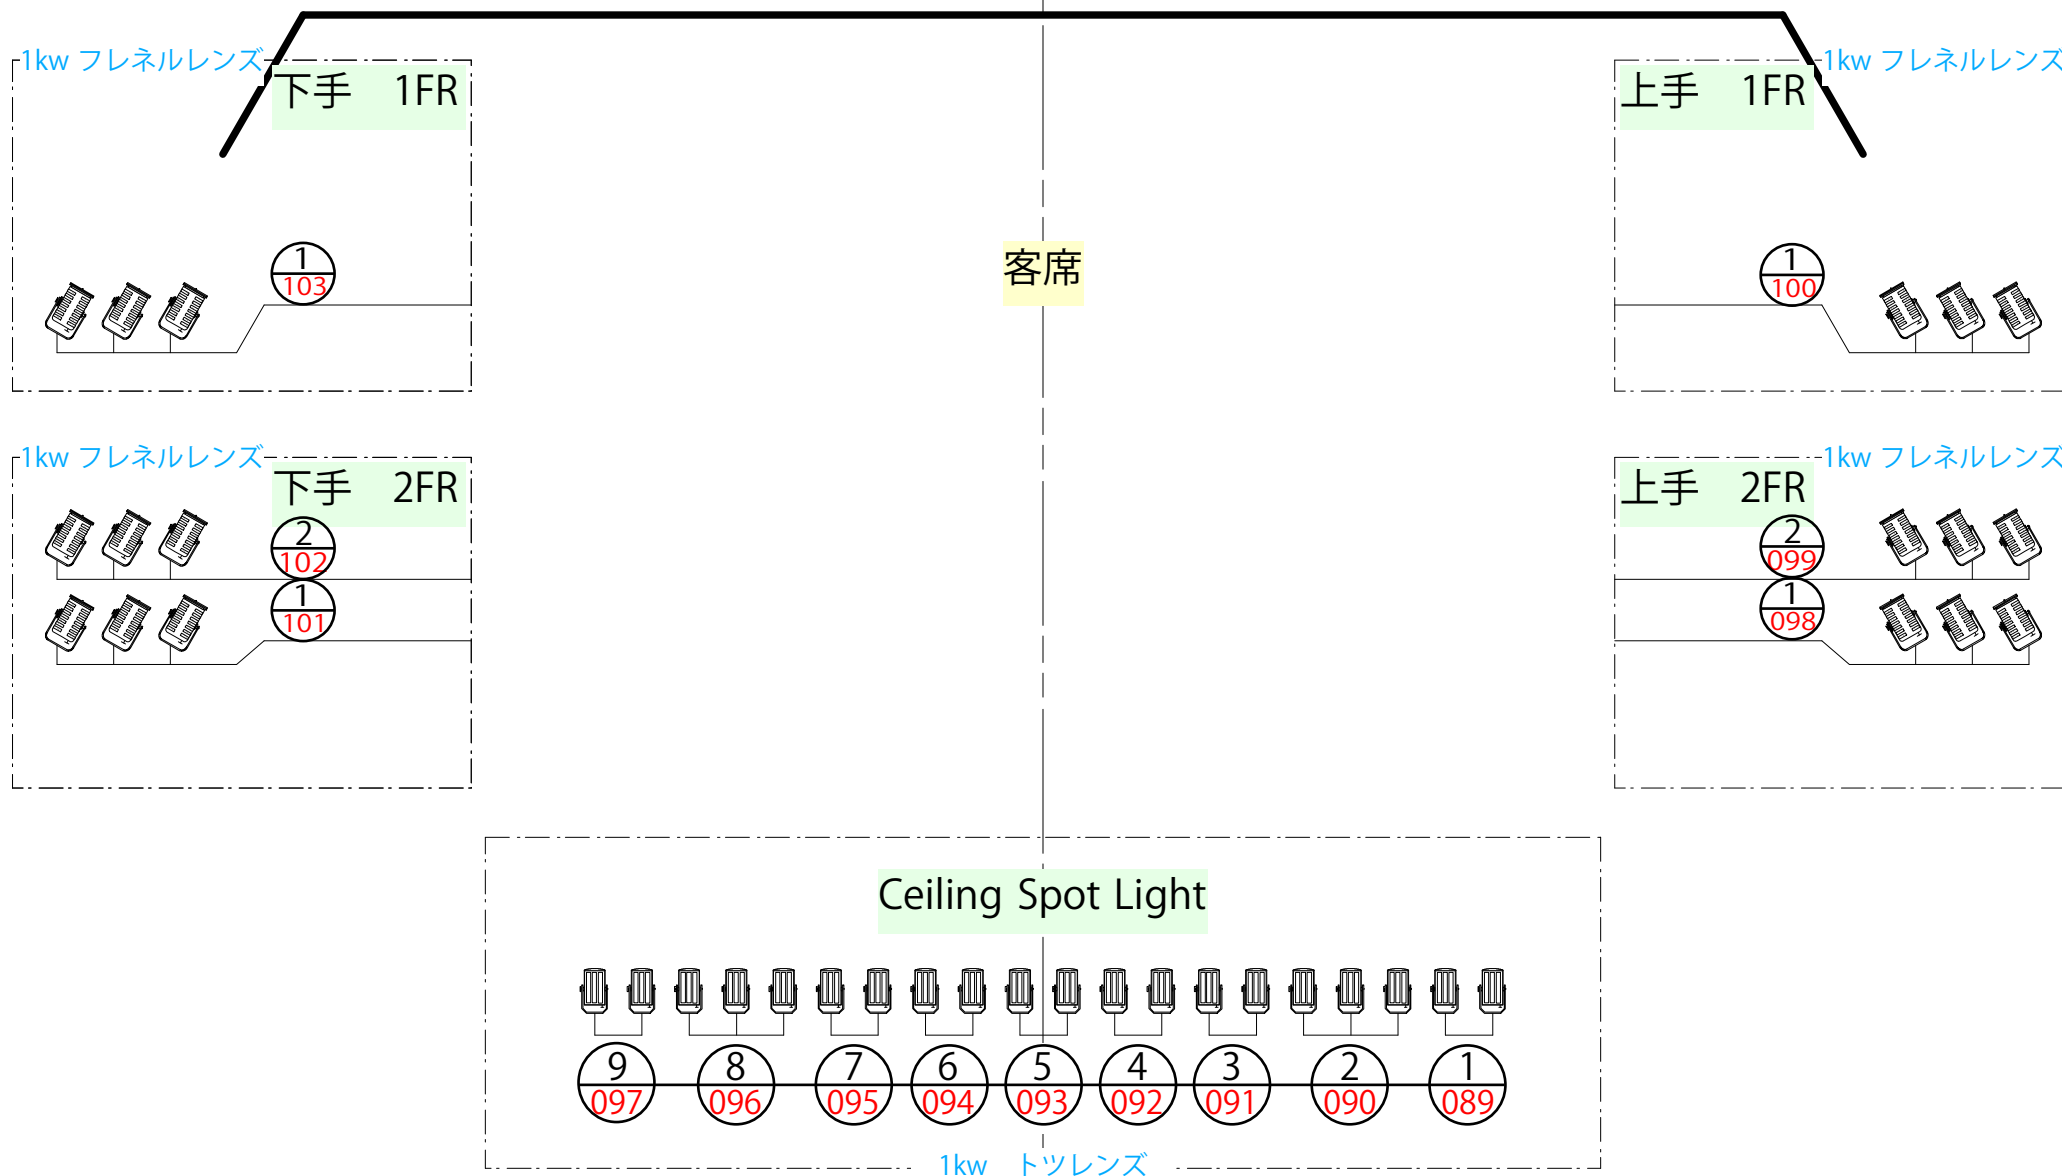 1kw フレネルレンズ
下手 1FR
1
103
1kw フレネルレンズ
上手 1FR
1
100
客席
1kw フレネルレンズ
下手 2FR
2
102
1
101
1kw フレネルレンズ
上手 2FR
2
099
1
098
Ceiling Spot Light
9 8 7 6 5 4 3 2 1
097 096 095 094 093 092 091 090 089
1kw トツレンズ